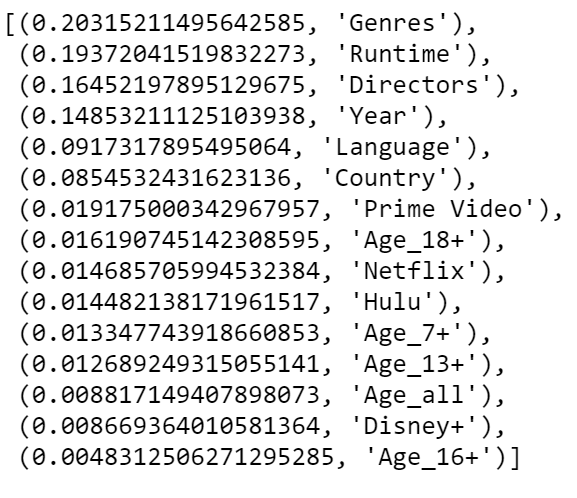 [(0.20315211495642585, 'Genres'),
(0.19372041519832273, 'Runtime'),
(0.16452197895129675, 'Directors'),
(0.14853211125103938, 'Year'),
(0.0917317895495064, 'Language'),
(0.0854532431623136, 'Country'),
(0.019175000342967957, 'Prime Video'),
(0.016190745142308595, 'Age_18+'),
(0.014685705994532384, 'Netflix'),
(0.014482138171961517, 'Hulu'),
(0.013347743918660853, 'Age_7+'),
(0.012689249315055141, 'Age_13+'),
(0.008817149407898073, 'Age_all'),
(0.008669364010581364, 'Disney+'),
(0.0048312506271295285, 'Age_16+')]